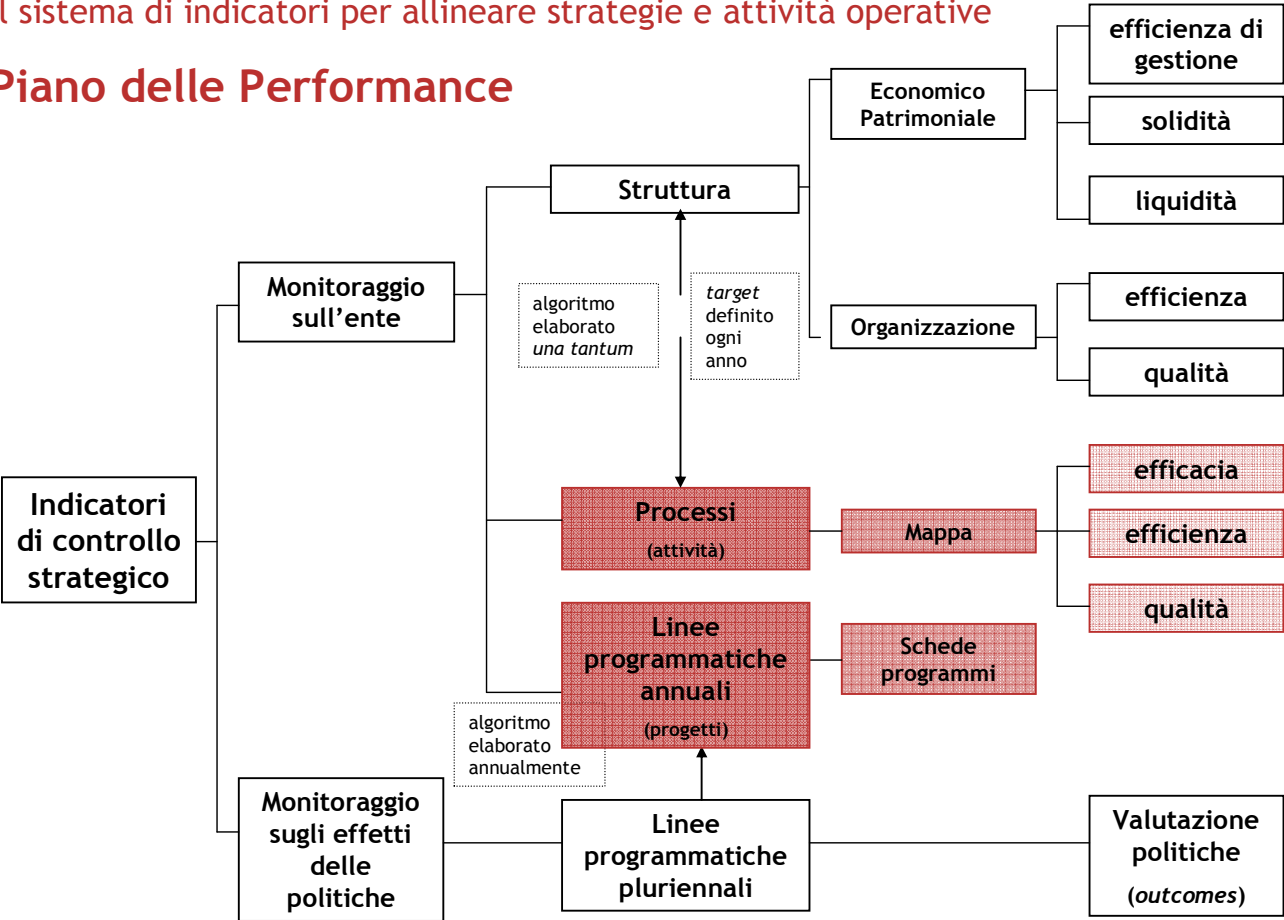 l sistema di indicatori per allineare strategie e attività operative
Piano delle Performance
Indicatori
di controllo
strategico
Monitoraggio
sull’ente
Struttura
Economico
Patrimoniale
efficienza di
gestione
solidità
liquidità
algoritmo
elaborato
una tantum
target
definito
ogni
anno
Organizzazione
efficienza
qualità
Processi
(attività)
Mappa
efficacia
efficienza
qualità
Linee
programmatiche
annuali
(progetti)
Schede
programmi
algoritmo
elaborato
annualmente
Monitoraggio
sugli effetti
delle
politiche
Linee
programmatiche
pluriennali
Valutazione
politiche
(outcomes)